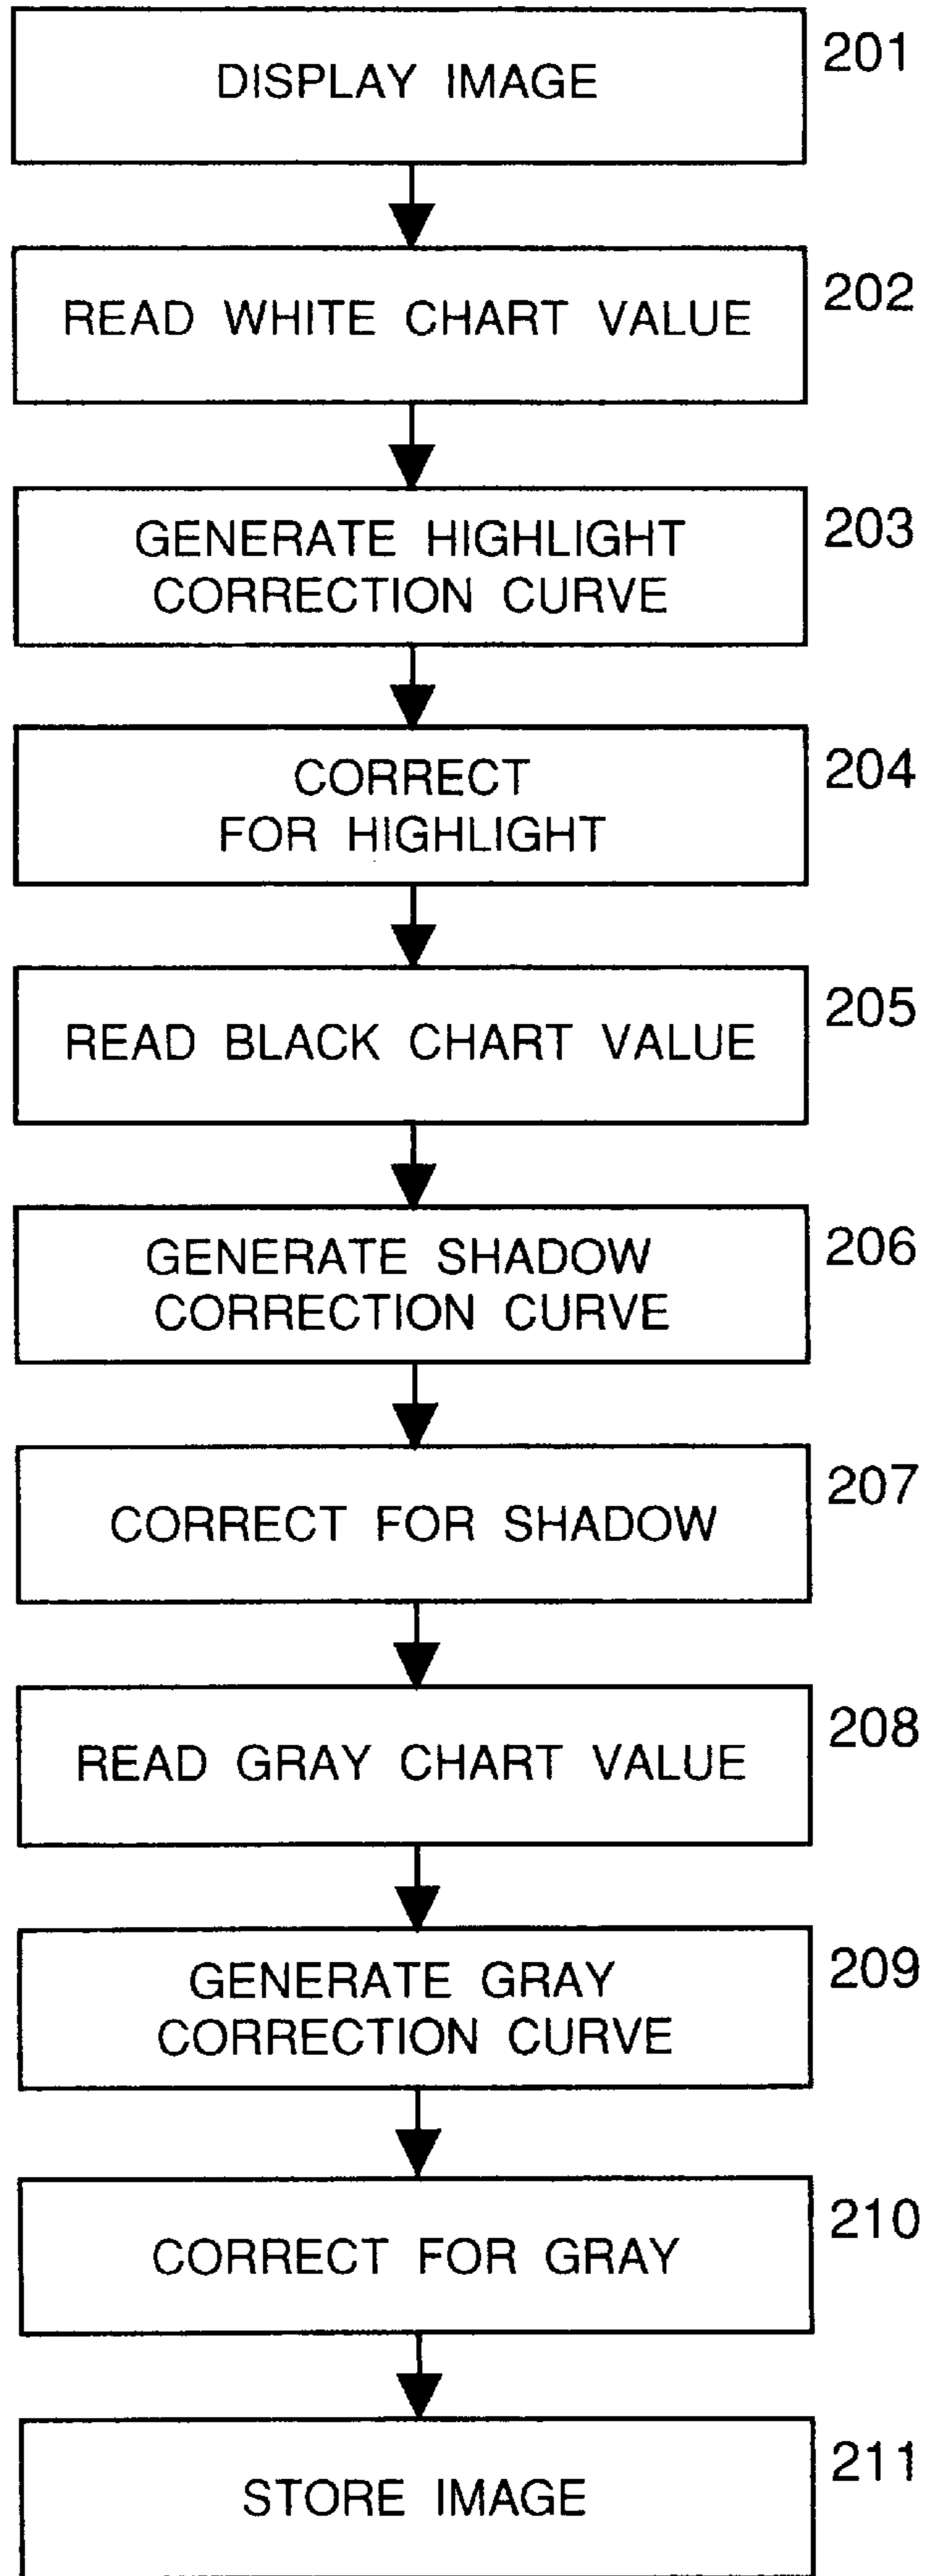 DISPLAY IMAGE
201
READ WHITE CHART VALUE
202
GENERATE HIGHLIGHT
CORRECTION CURVE
203
CORRECT
FOR HIGHLIGHT
204
READ BLACK CHART VALUE
205
GENERATE SHADOW
CORRECTION CURVE
206
CORRECT FOR SHADOW
207
READ GRAY CHART VALUE
208
GENERATE GRAY
CORRECTION CURVE
209
CORRECT FOR GRAY
210
STORE IMAGE
211